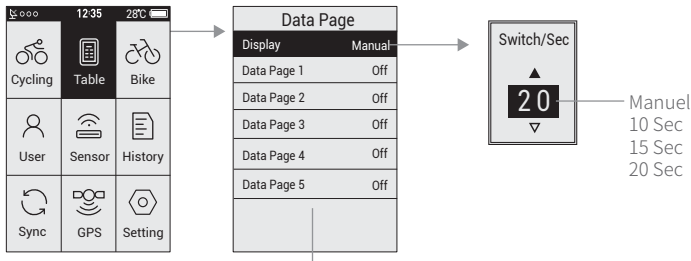 12:35 28℃
Cycling Table Bike
User Sensor History
Sync GPS Setting
Data Page
Display Manual
Data Page 1 Off
Data Page 2 Off
Data Page 3 Off
Data Page 4 Off
Data Page 5 Off
Switch/Sec
20
Manuel
10 Sec
15 Sec
20 Sec